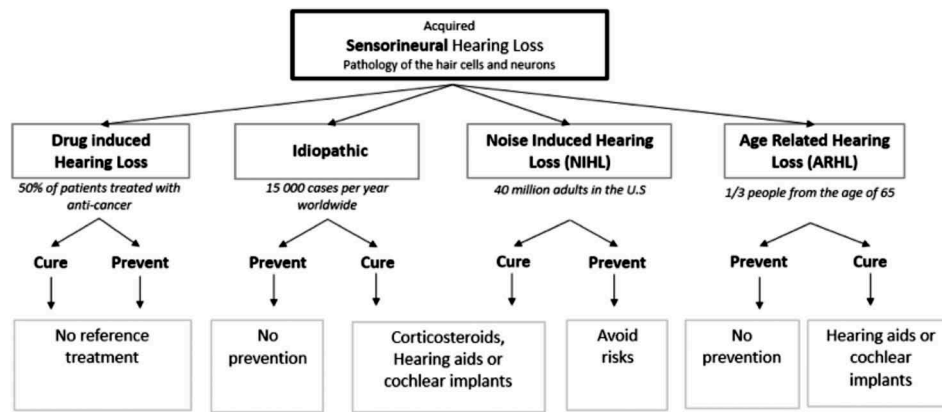 Acquired
Sensorineural Hearing Loss
Pathology of the hair cells and neurons
Drug induced
Hearing Loss
50% of patients treated with
anti-cancer
Idiopathic
15 000 cases per year
worldwide
Noise Induced Hearing
Loss (NIHL)
40 million adults in the U.S
Age Related Hearing
Loss (ARHL)
1/3 people from the age of 65
Cure
Prevent
Prevent
Cure
Cure
Prevent
Prevent
Cure
No reference
treatment
No
prevention
Corticosteroids,
Hearing aids or
cochlear implants
Avoid
risks
No
prevention
Hearing aids or
cochlear
implants